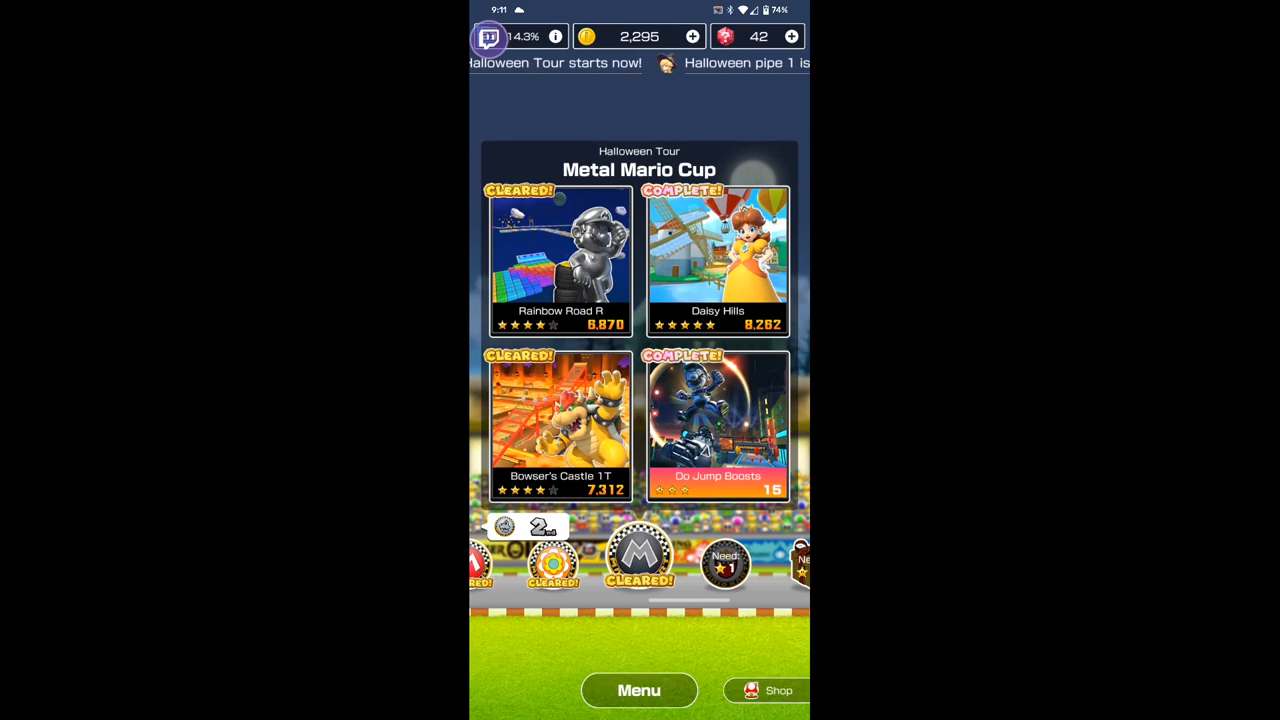 9:11
74%
14.3%
2,295
42
Halloween Tour starts now!
Halloween pipe 1 is
Halloween Tour
Metal Mario Cup
CLEARED!
COMPLETE!
Rainbow Road R
6,870
Daisy Hills
8,262
CLEARED!
COMPLETE!
Bowser's Castle 1T
7,312
Do Jump Boosts
15
2nd
CLEARED!
CLEARED!
Need:
1
Menu
Shop